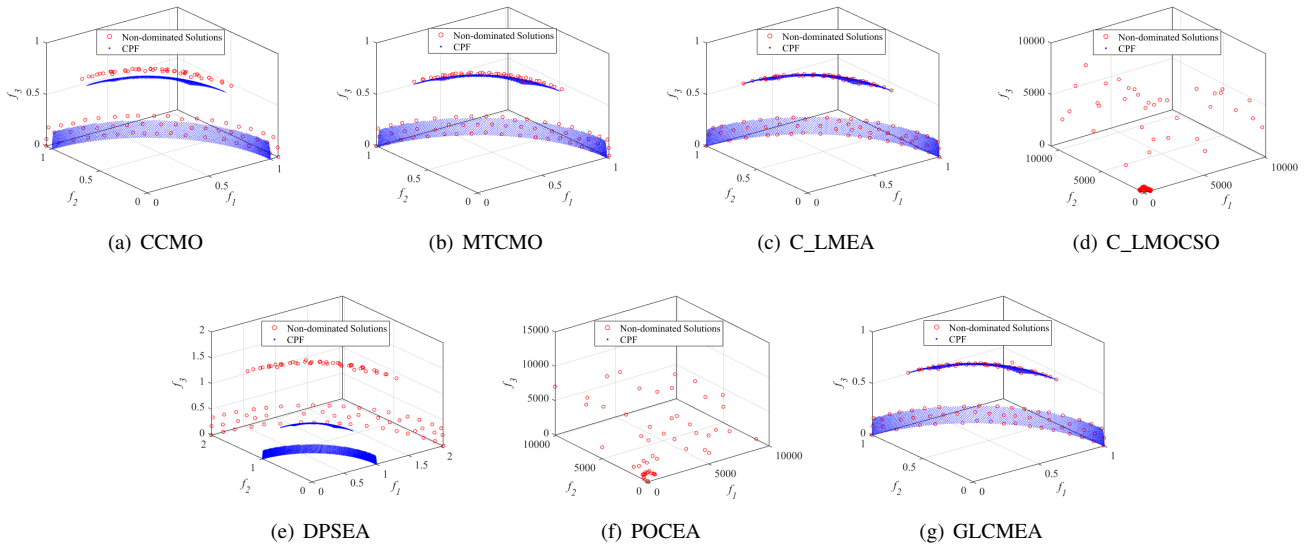 1
Non-dominated Solutions
CPF
f3
0.5
0
1
0.5
f2
0
0
0.5
f1
1
(a) CCMO
1
Non-dominated Solutions
CPF
f3
0.5
0
1
0.5
f2
0
0
0.5
f1
1
(b) MTCMO
1
Non-dominated Solutions
CPF
f3
0.5
0
1
0.5
f2
0
0
0.5
f1
1
(c) C_LMEA
10000
Non-dominated Solutions
CPF
f3
5000
0
10000
5000
f2
0
0
5000
f1
10000
(d) C_LMOCSO
2
Non-dominated Solutions
CPF
1.5
f3
1
0.5
0
2
1
f2
0
0
0.5
f1
1
1.5
2
(e) DPSEA
15000
Non-dominated Solutions
CPF
10000
f3
5000
0
10000
5000
f2
0
0
5000
f1
10000
(f) POCEA
1
Non-dominated Solutions
CPF
f3
0.5
0
1
0.5
f2
0
0
0.5
f1
1
(g) GLCMEA